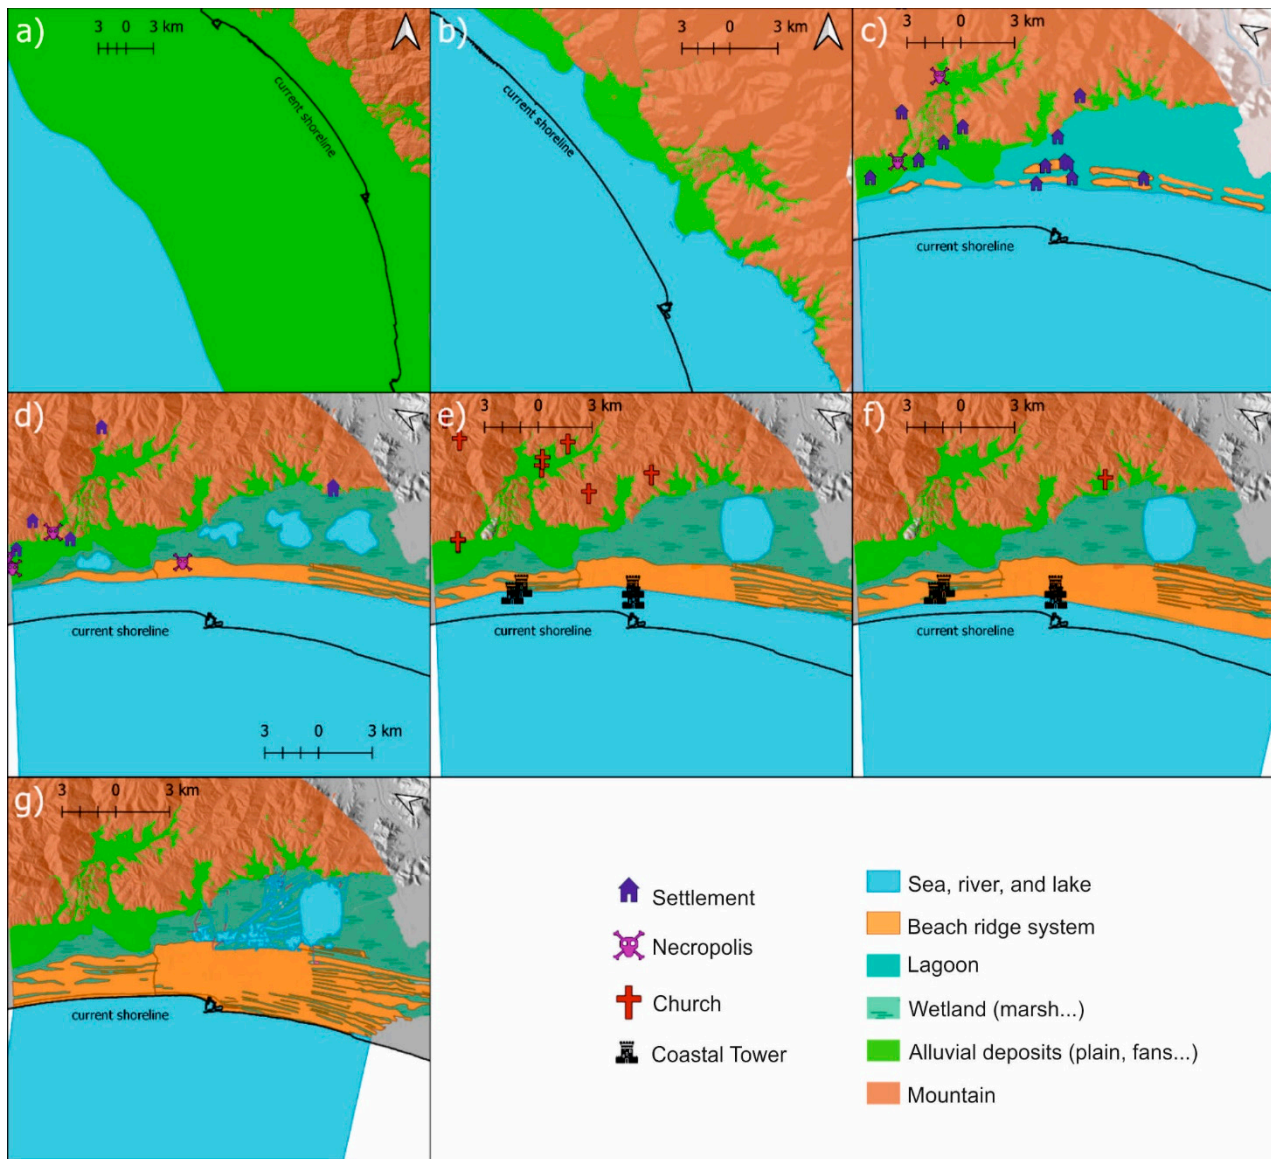 a)
3 0 3 km
current shoreline
b)
3 0 3 km
current shoreline
c)
3 0 3 km
current shoreline
d)
current shoreline
3 0 3 km
e)
3 0 3 km
current shoreline
f)
3 0 3 km
current shoreline
g)
3 0 3 km
current shoreline
Settlement
Necropolis
Church
Coastal Tower
Sea, river, and lake
Beach ridge system
Lagoon
Wetland (marsh...)
Alluvial deposits (plain, fans...)
Mountain